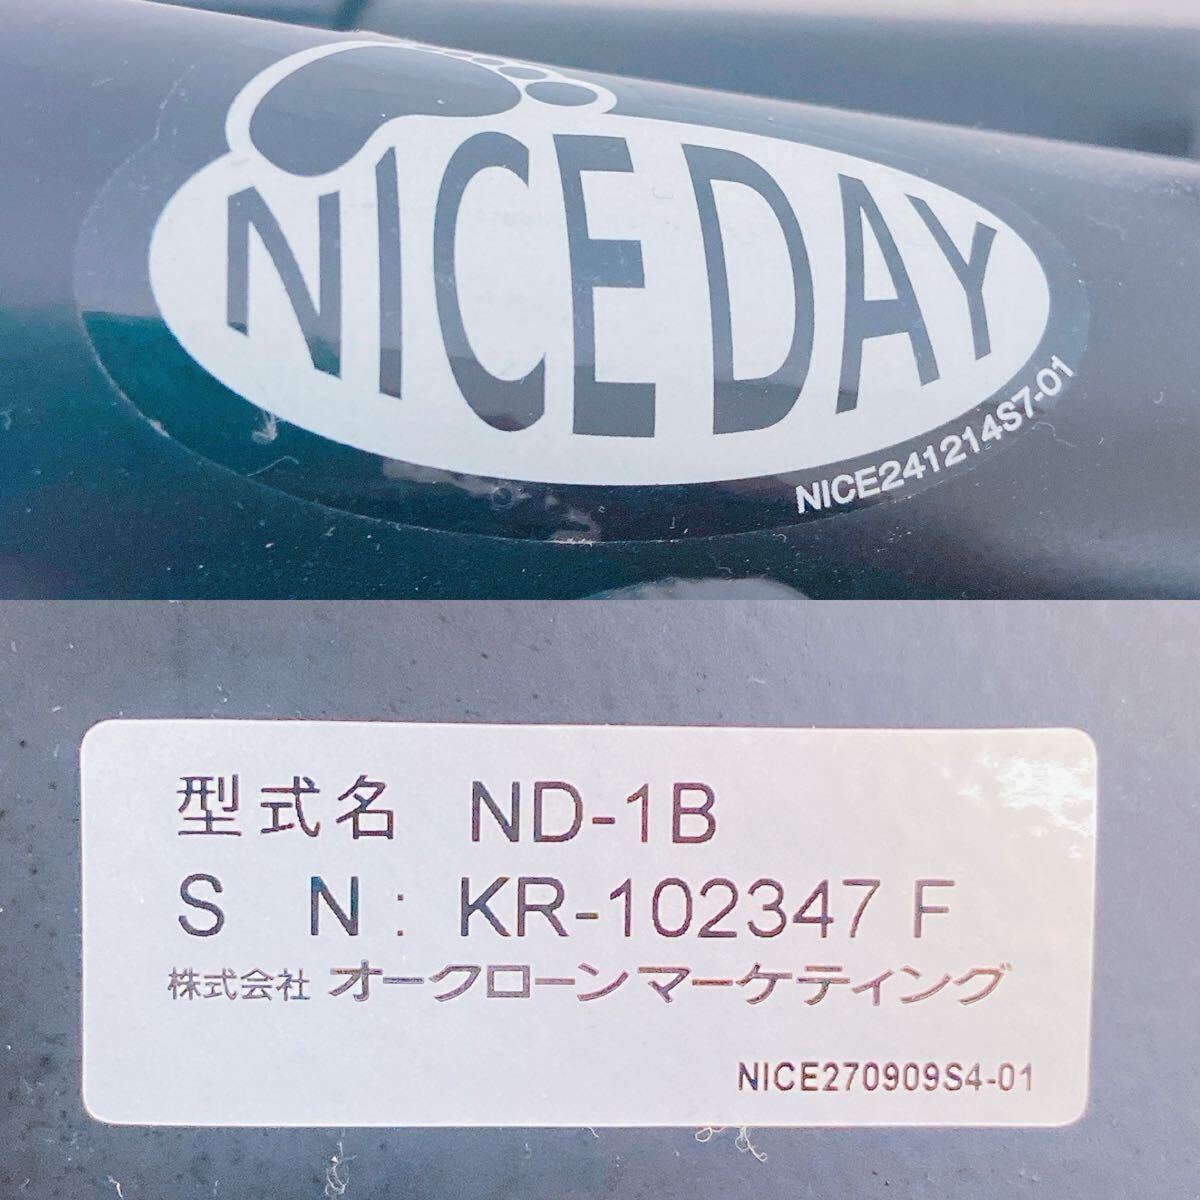 NICE DAY
NICE241214S7-01
型式名 ND-1B
S N: KR-102347 F
株式会社 オークローンマーケティング
NICE270909S4-01